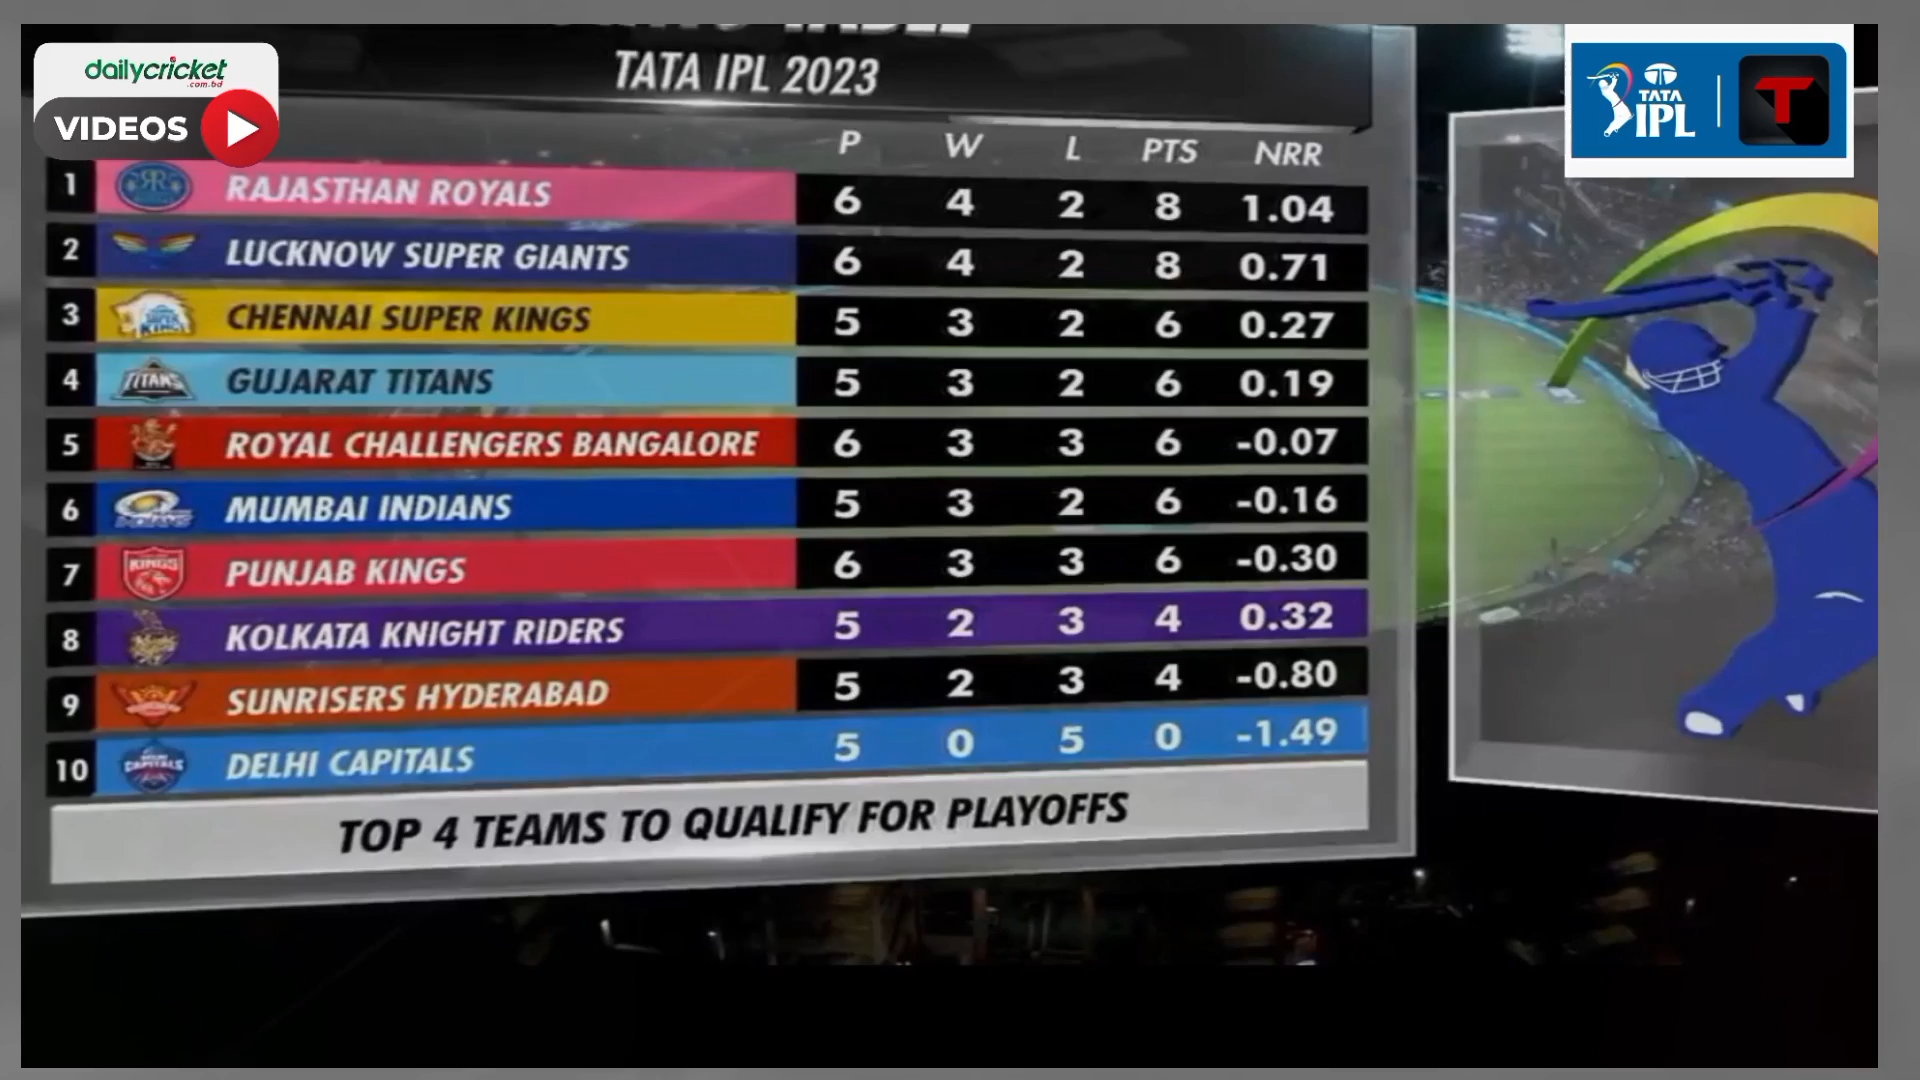 dailycricket
.com.bd
VIDEOS
TATA IPL 2023
TATA
IPL
T
P W L PTS NRR
1 RAJASTHAN ROYALS 6 4 2 8 1.04
2 LUCKNOW SUPER GIANTS 6 4 2 8 0.71
3 CHENNAI SUPER KINGS 5 3 2 6 0.27
4 TITANS GUJARAT TITANS 5 3 2 6 0.19
5 ROYAL CHALLENGERS BANGALORE 6 3 3 6 -0.07
6 INDIANS MUMBAI INDIANS 5 3 2 6 -0.16
7 KINGS PUNJAB KINGS 6 3 3 6 -0.30
8 KOLKATA KNIGHT RIDERS 5 2 3 4 0.32
9 SUNRISERS HYDERABAD 5 2 3 4 -0.80
10 CAPITALS DELHI CAPITALS 5 0 5 0 -1.49
TOP 4 TEAMS TO QUALIFY FOR PLAYOFFS